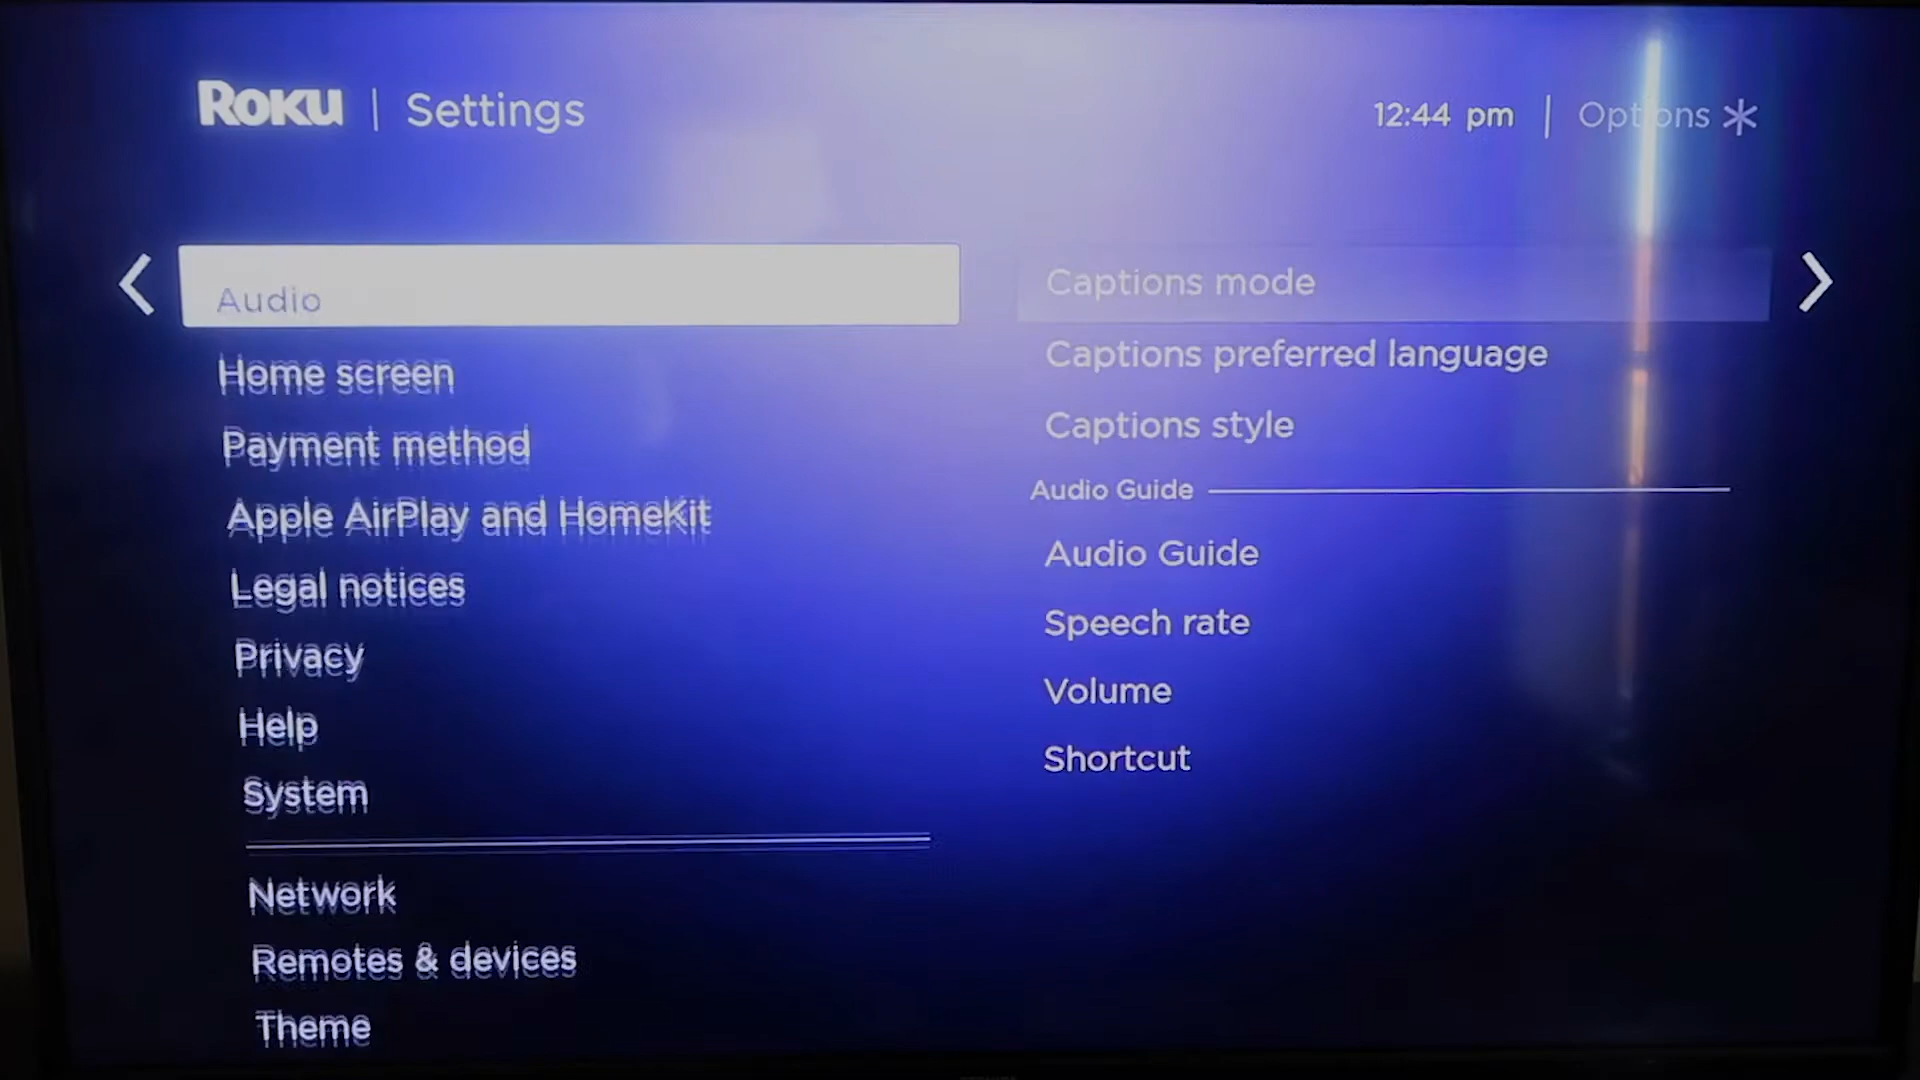 Roku | Settings
12:44 pm | Options *
Audio
Home screen
Payment method
Apple AirPlay and HomeKit
Legal notices
Privacy
Help
System
Network
Remotes & devices
Theme
Captions mode
Captions preferred language
Captions style
Audio Guide
Audio Guide
Speech rate
Volume
Shortcut